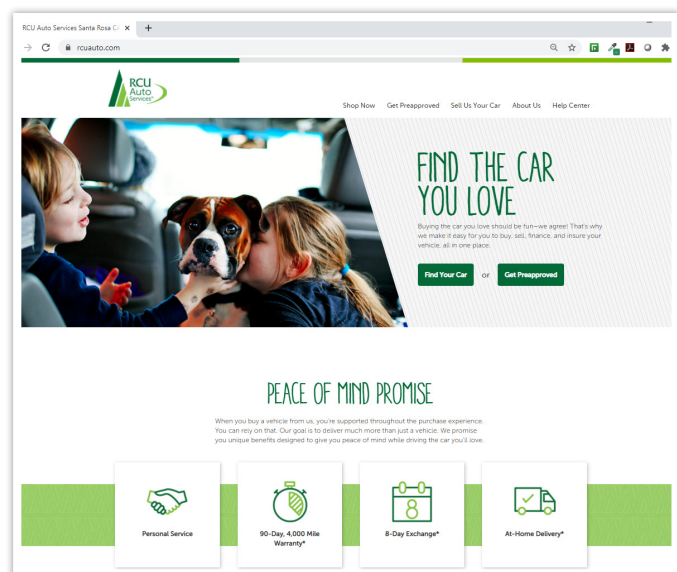 RCU Auto Services Santa Rosa CA
rcuauto.com
RCU
Auto
Services
Shop Now Get Preapproved Sell Us Your Car About Us Help Center
FIND THE CAR
YOU LOVE
Buying the car you love should be fun—we agree! That's why
we make it easy for you to buy, sell, finance, and insure your
vehicle, all in one place.
Find Your Car or Get Preapproved
PEACE OF MIND PROMISE
When you buy a vehicle from us, you're supported throughout the purchase experience.
You can rely on that. Our goal is to deliver much more than just a vehicle. We promise
you unique benefits designed to give you peace of mind while driving the car you'll love.
8
Personal Service 90-Day, 4,000 Mile 8-Day Exchange* At-Home Delivery*
Warranty*